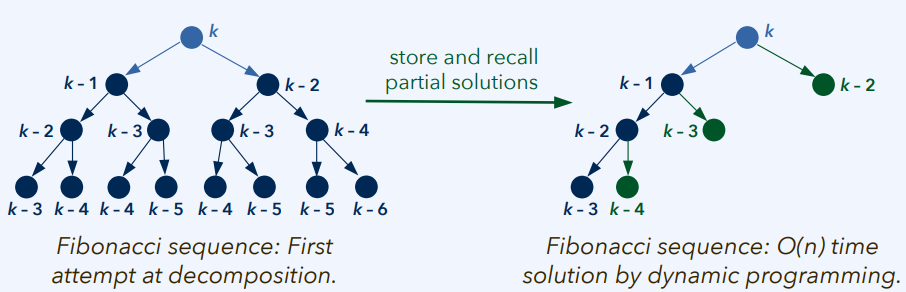 k
k
store and recall
partial solutions
k – 1
k – 2
k – 1
k – 2
k – 2
k – 3
k – 3
k – 4
k – 2
k – 3
k – 3
k – 4
k – 4
k – 5
k – 4
k – 5
k – 5
k – 6
k – 3
k – 4
Fibonacci sequence: First
attempt at decomposition.
Fibonacci sequence: O(n) time
solution by dynamic programming.